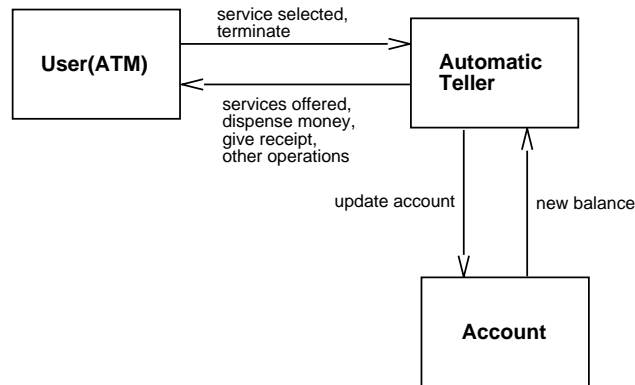 service selected,
terminate
User(ATM)
Automatic
Teller
services offered,
dispense money,
give receipt,
other operations
update account
new balance
Account